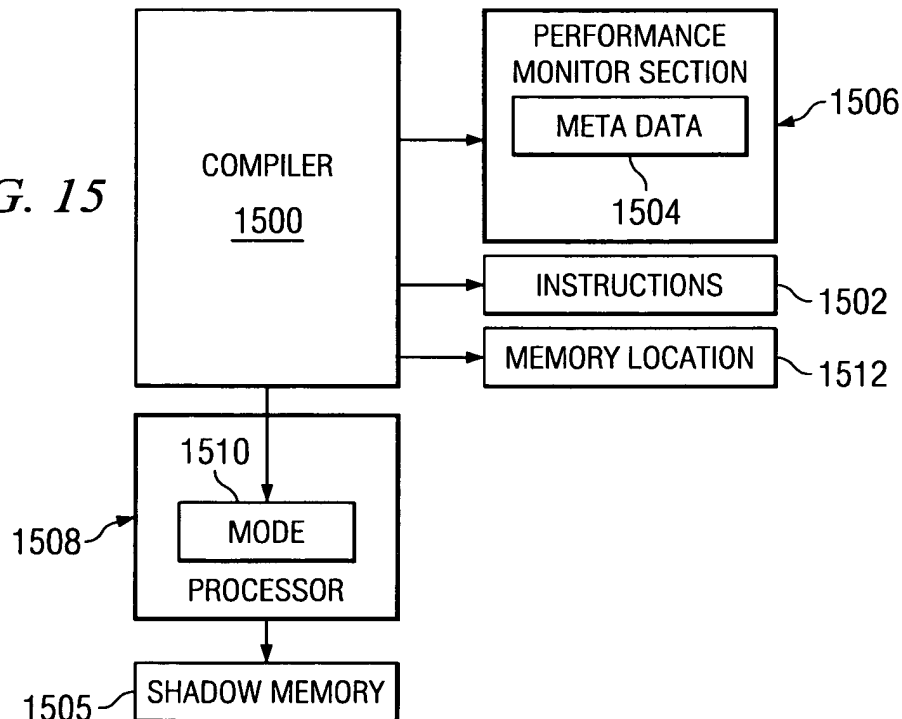 PERFORMANCE
MONITOR SECTION
META DATA
1504
1506
COMPILER
1500
G. 15
INSTRUCTIONS
1502
MEMORY LOCATION
1512
1510
MODE
PROCESSOR
1508
SHADOW MEMORY
1505